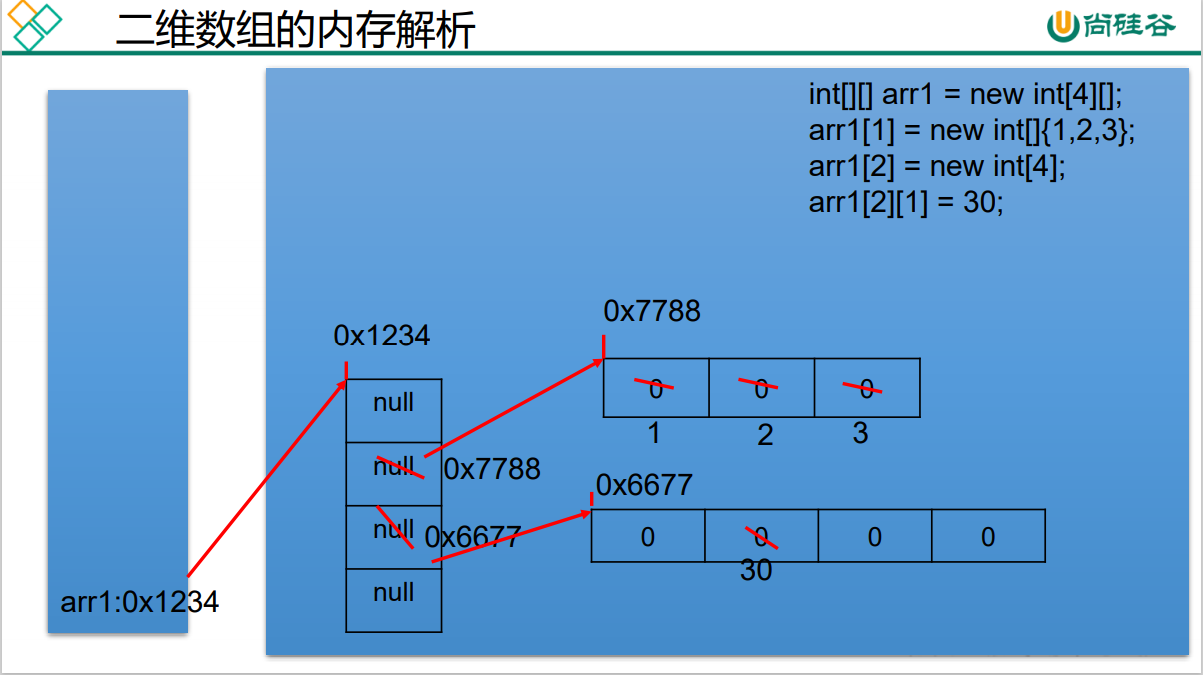 二维数组的内存解析
尚硅谷
int[][] arr1 = new int[4][];
arr1[1] = new int[]{1,2,3};
arr1[2] = new int[4];
arr1[2][1] = 30;
0x7788
0x1234
0 0 0
1 2 3
null
null 0x7788
null 0x6677
null
0x6677
0 0 0 0
30
arr1:0x1234